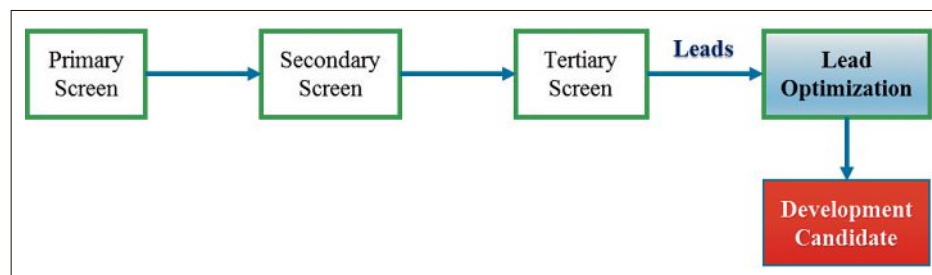 Primary
Screen
Secondary
Screen
Tertiary
Screen
Leads
Lead
Optimization
Development
Candidate